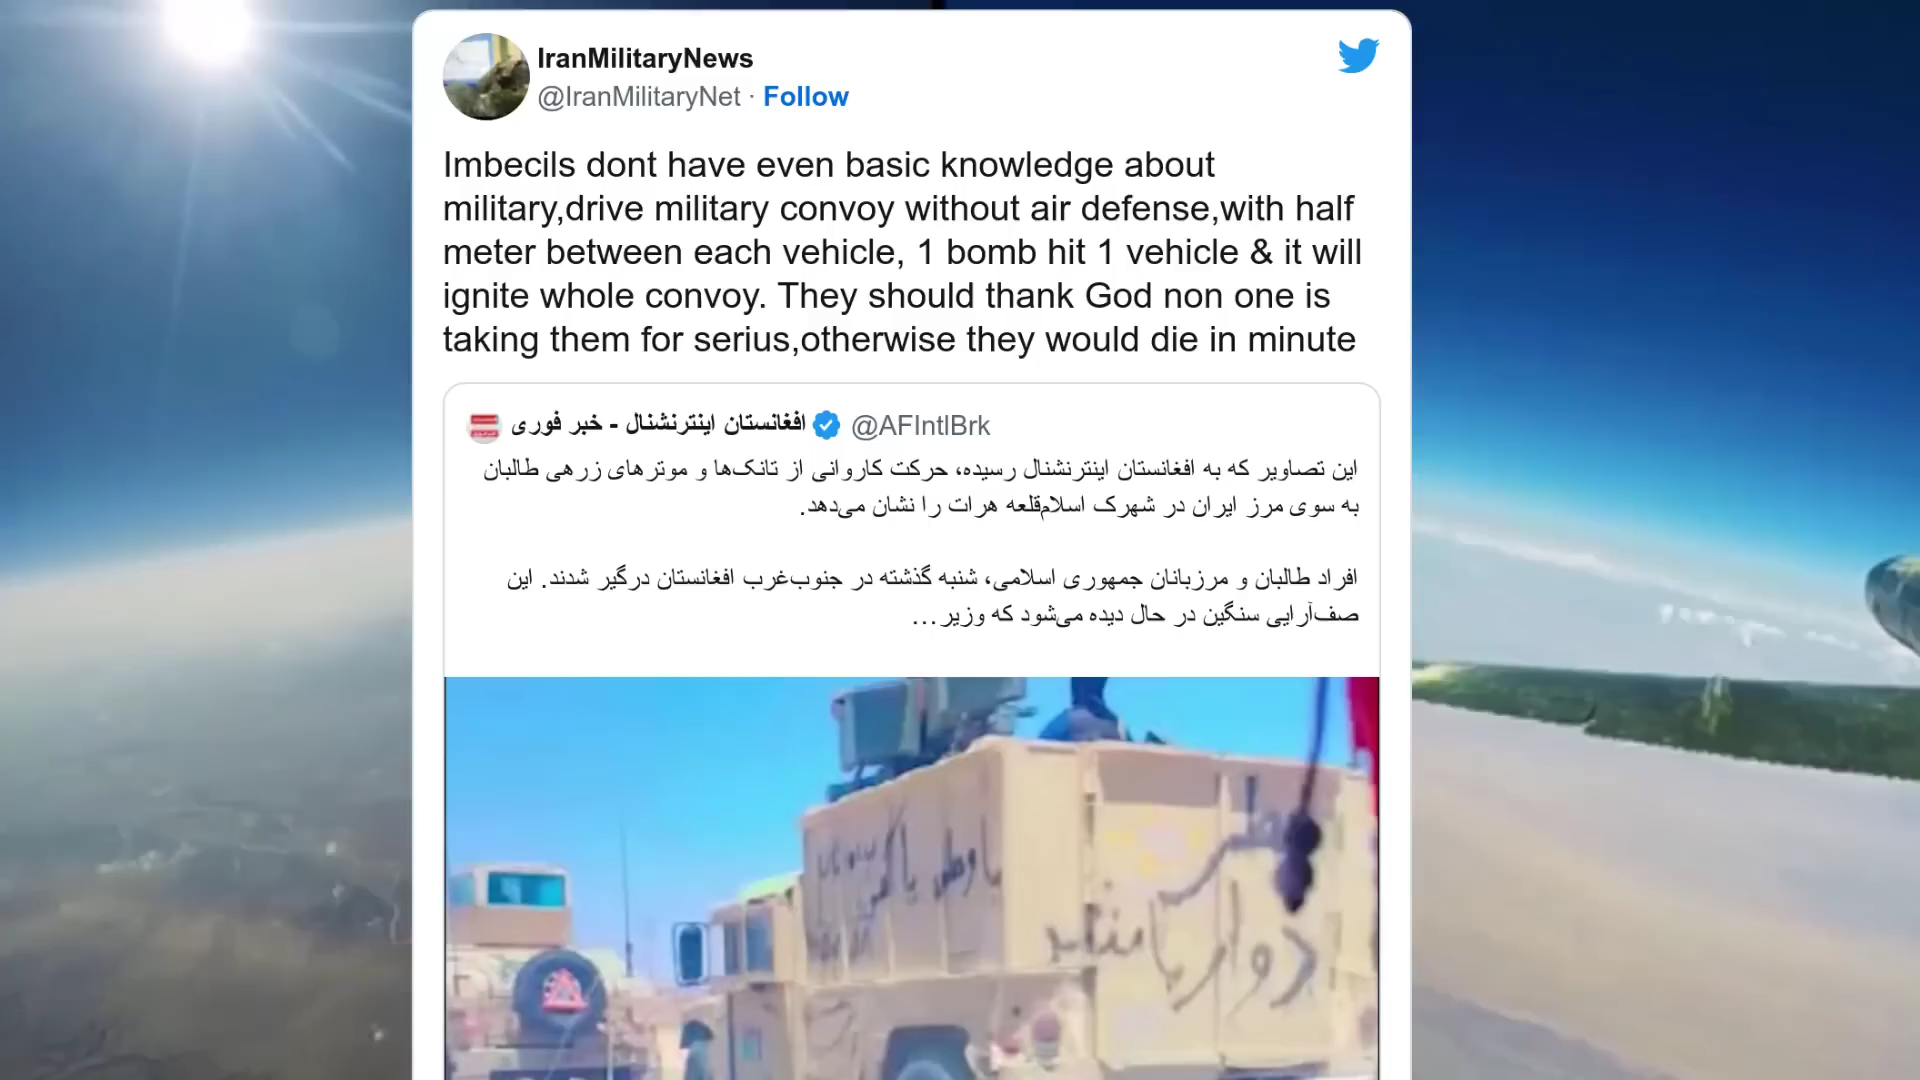 IranMilitaryNews
@IranMilitaryNet · Follow
Imbecils dont have even basic knowledge about
military,drive military convoy without air defense,with half
meter between each vehicle, 1 bomb hit 1 vehicle & it will
ignite whole convoy. They should thank God non one is
taking them for serius,otherwise they would die in minute
افغانستان اینترنشنال - خبر فوری @AFIntlBrk
این تصاویر که به افغانستان اینترنشنال رسیده، حرکت کاروانی از تانک‌ها و موترهای زرهی طالبان
به سوی مرز ایران در شهرک اسلام‌قلعه هرات را نشان می‌دهد.
افراد طالبان و مرزبانان جمهوری اسلامی، شنبه گذشته در جنوب‌غرب افغانستان درگیر شدند. این
صف‌آرایی سنگین در حال دیده می‌شود که وزیر…
یا وطن یا کفن